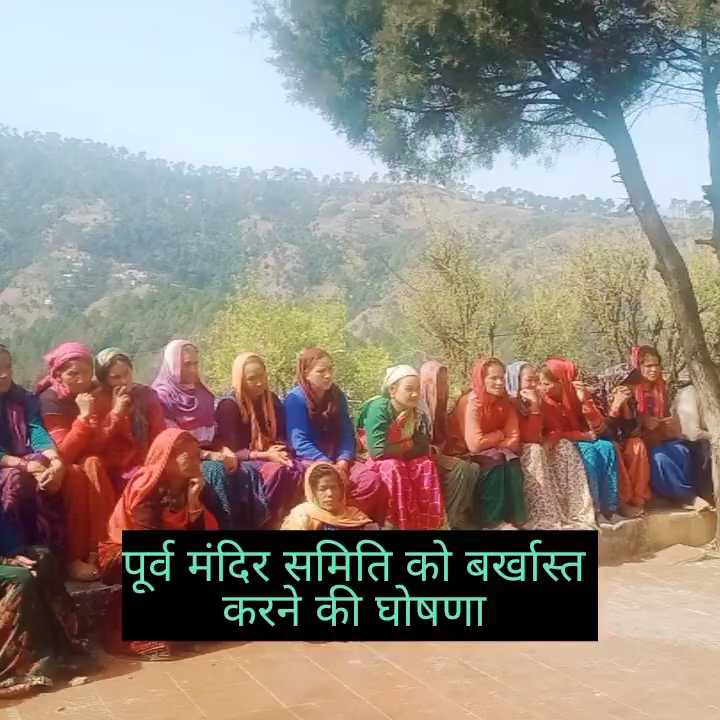 पूर्व मंदिर समिति को बर्खास्त
करने की घोषणा